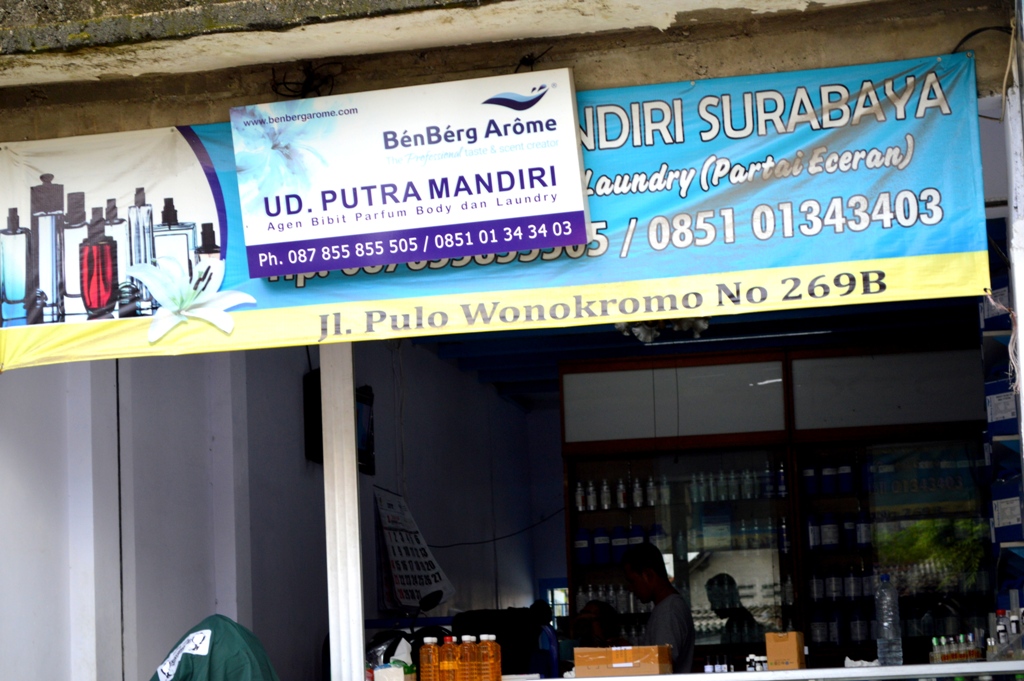 www.benbergarome.com
BénBérg Arôme
The Professional taste & scent creator
UD. PUTRA MANDIRI
Agen Bibit Parfum Body dan Laundry
Ph. 087 855 855 505 / 0851 01 34 34 03
NDIRI SURABAYA
Laundry (Partai Eceran)
/ 0851 01343403
Jl. Pulo Wonokromo No 269B